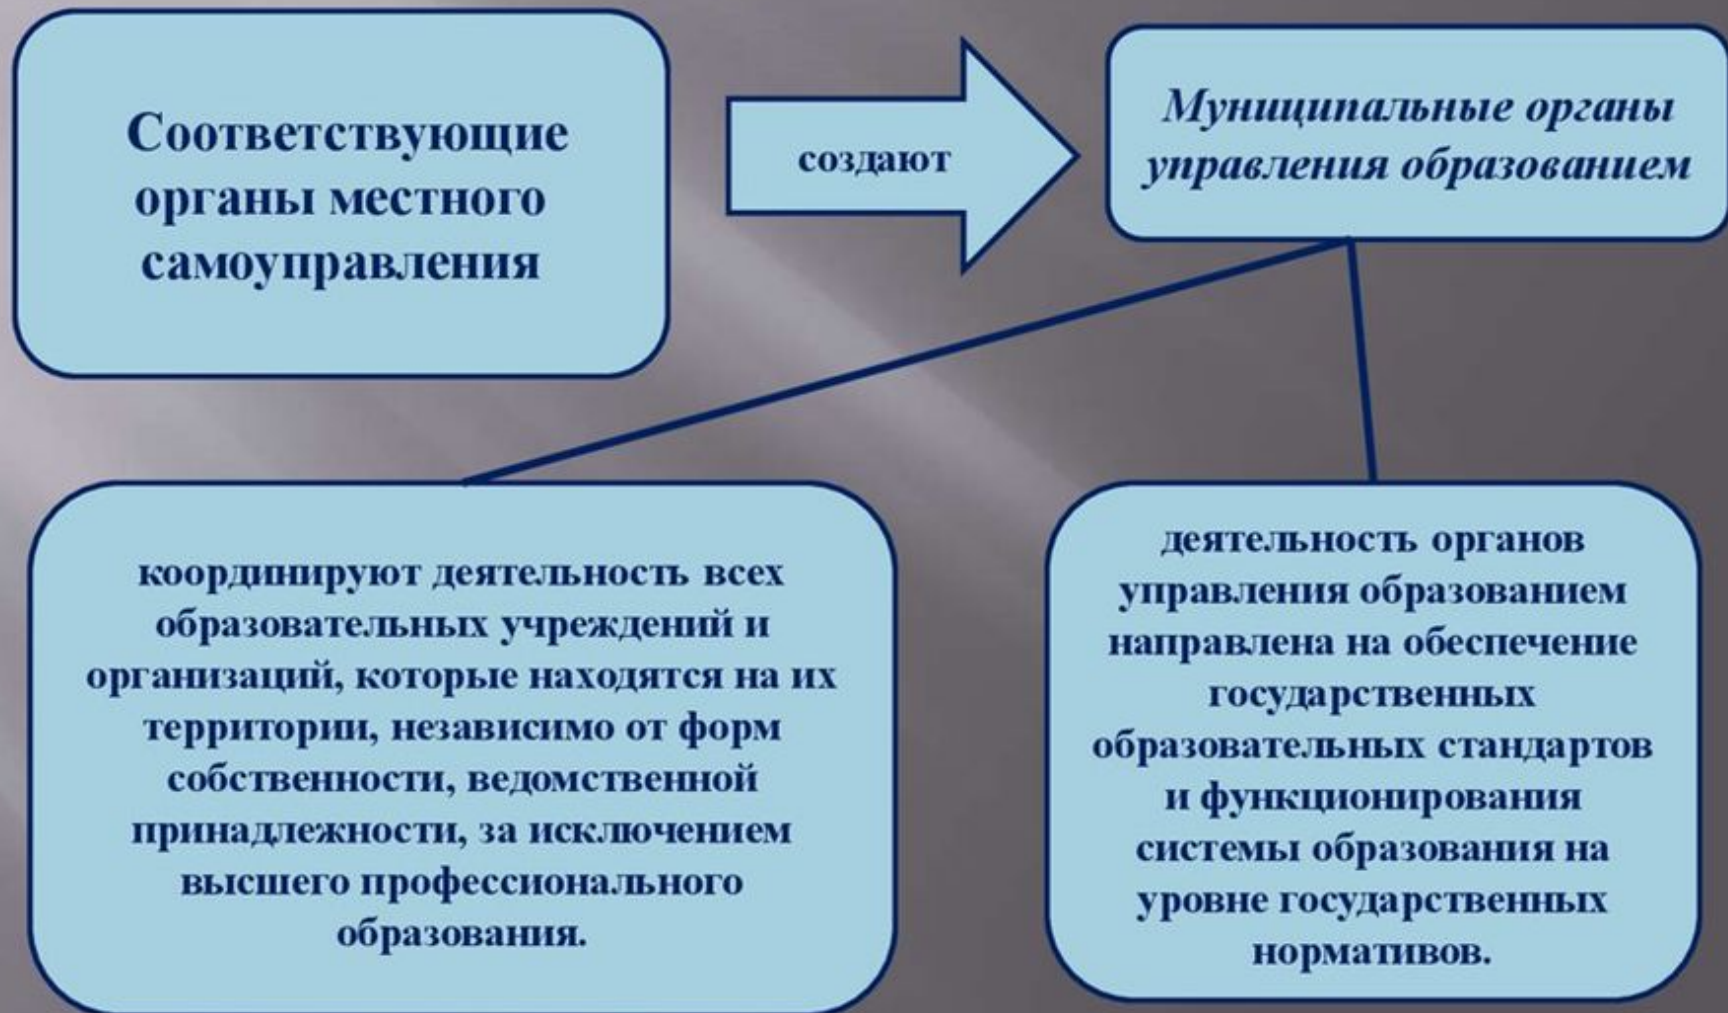 Соответствующие
органы местного
самоуправления
создают
Муниципальные органы
управления образованием
координируют деятельность всех
образовательных учреждений и
организаций, которые находятся на их
территории, независимо от форм
собственности, ведомственной
принадлежности, за исключением
высшего профессионального
образования.
деятельность органов
управления образованием
направлена на обеспечение
государственных
образовательных стандартов
и функционирования
системы образования на
уровне государственных
нормативов.